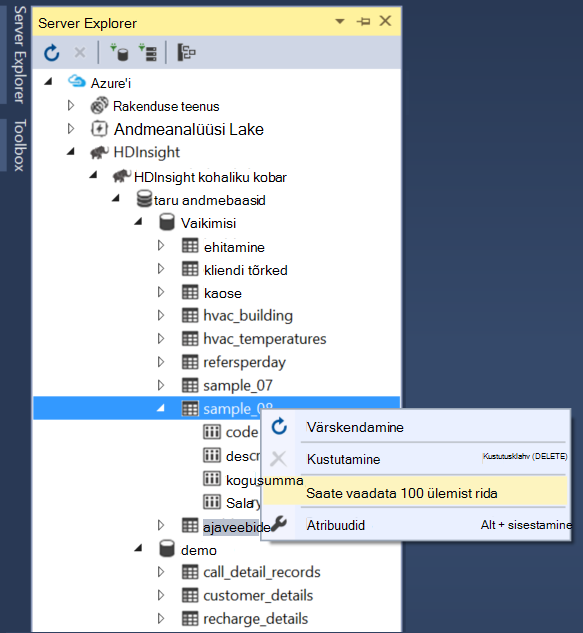 Server Explorer
Toolbox
Server Explorer
Azure'i
Rakenduse teenus
Andmeanalüüsi Lake
HDInsight
HDInsight kohaliku kobar
taru andmebaasid
Vaikimisi
ehitamine
kliendi tõrked
kaose
hvac_building
hvac_temperatures
refersperday
sample_07
sample_08
code
descr
kogusumma
Salary
ajaveebide
demo
call_detail_records
customer_details
recharge_details
Värskendamine
Kustutamine Kustutusklahv (DELETE)
Saate vaadata 100 ülemist rida
Atribuudid Alt + sisestamine